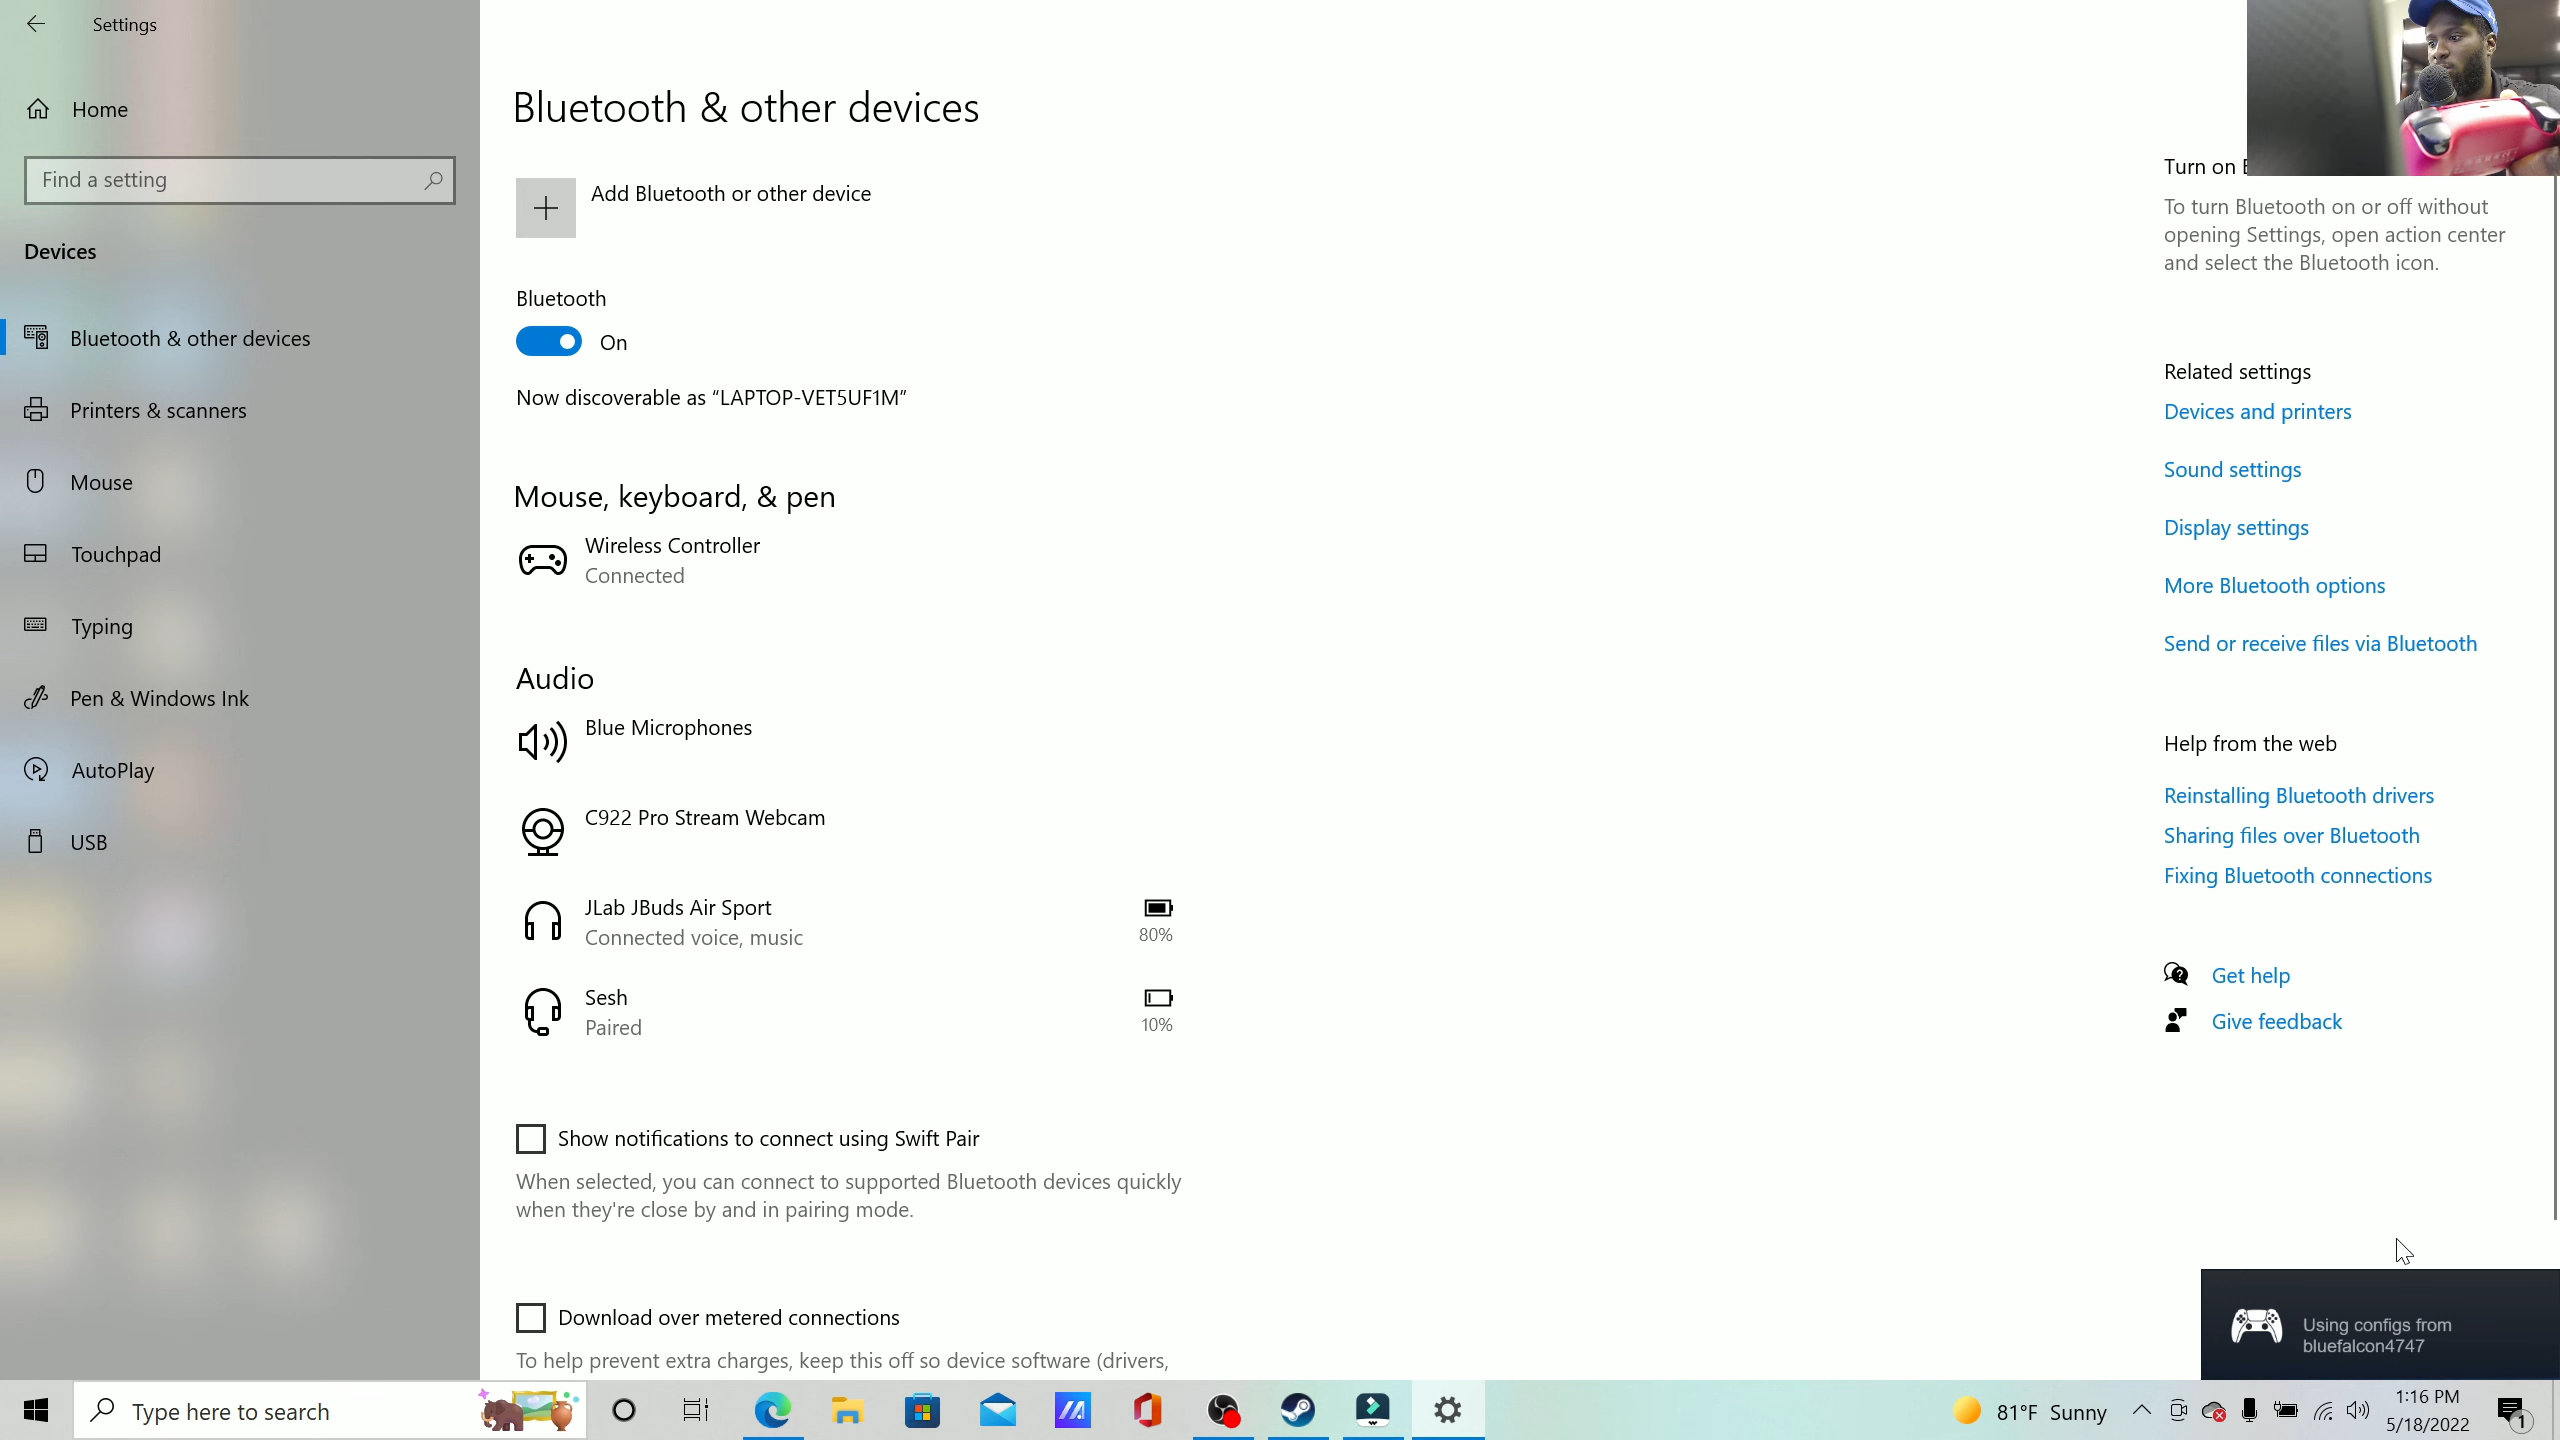 Settings
Home
Find a setting
Devices
Bluetooth & other devices
Printers & scanners
Mouse
Touchpad
Typing
Pen & Windows Ink
AutoPlay
USB
Bluetooth & other devices
Add Bluetooth or other device
Bluetooth
On
Now discoverable as “LAPTOP-VET5UF1M”
Mouse, keyboard, & pen
Wireless Controller
Connected
Audio
Blue Microphones
C922 Pro Stream Webcam
JLab JBuds Air Sport
Connected voice, music
80%
Sesh
Paired
10%
Show notifications to connect using Swift Pair
When selected, you can connect to supported Bluetooth devices quickly
when they're close by and in pairing mode.
Download over metered connections
To help prevent extra charges, keep this off so device software (drivers,
Turn on
To turn Bluetooth on or off without
opening Settings, open action center
and select the Bluetooth icon.
Related settings
Devices and printers
Sound settings
Display settings
More Bluetooth options
Send or receive files via Bluetooth
Help from the web
Reinstalling Bluetooth drivers
Sharing files over Bluetooth
Fixing Bluetooth connections
Get help
Give feedback
Using configs from
bluefalcon4747
Type here to search
81°F Sunny
1:16 PM
5/18/2022
1